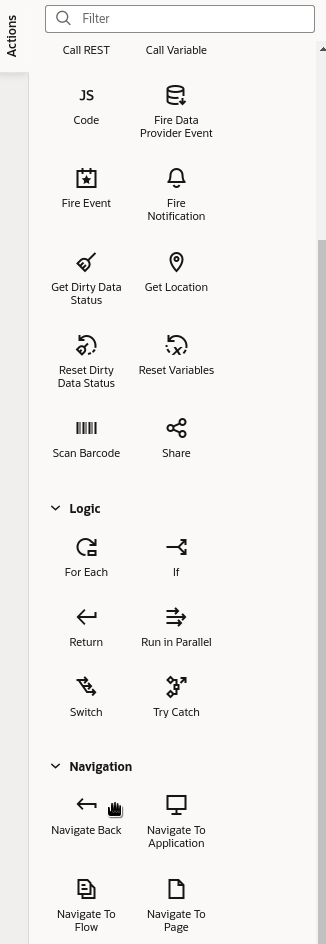 Actions
Filter
Call REST
Call Variable
JS
Code
Fire Data
Provider Event
Fire Event
Fire
Notification
Get Dirty Data
Status
Get Location
Reset Dirty
Data Status
Reset Variables
Scan Barcode
Share
Logic
For Each
If
Return
Run in Parallel
Switch
Try Catch
Navigation
Navigate Back
Navigate To
Application
Navigate To
Flow
Navigate To
Page